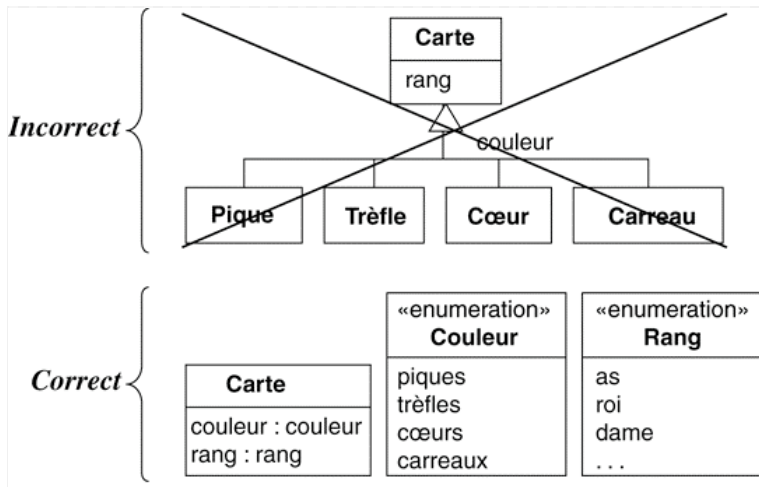 Carte
rang
Incorrect
couleur
Pique
Trèfle
Cœur
Carreau
Correct
Carte
couleur : couleur
rang : rang
«enumeration»
Couleur
piques
trèfles
cœurs
carreaux
«enumeration»
Rang
as
roi
dame
. . .